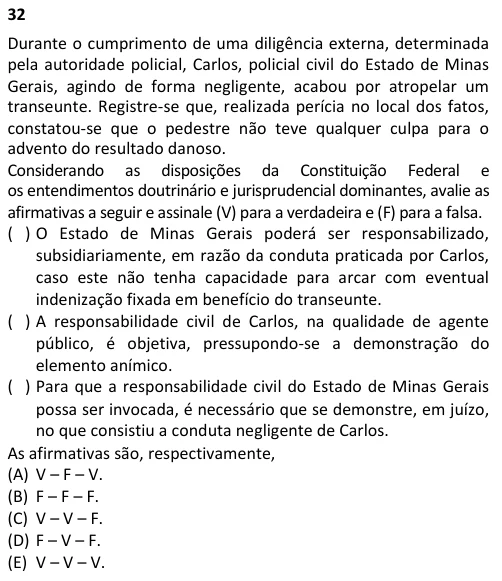 32
Durante o cumprimento de uma diligência externa, determinada
pela autoridade policial, Carlos, policial civil do Estado de Minas
Gerais, agindo de forma negligente, acabou por atropelar um
transeunte. Registre-se que, realizada perícia no local dos fatos,
constatou-se que o pedestre não teve qualquer culpa para o
advento do resultado danoso.
Considerando as disposições da Constituição Federal e
os entendimentos doutrinário e jurisprudencial dominantes, avalie as
afirmativas a seguir e assinale (V) para a verdadeira e (F) para a falsa.
( ) O Estado de Minas Gerais poderá ser responsabilizado,
subsidiariamente, em razão da conduta praticada por Carlos,
caso este não tenha capacidade para arcar com eventual
indenização fixada em benefício do transeunte.
( ) A responsabilidade civil de Carlos, na qualidade de agente
público, é objetiva, pressupondo-se a demonstração do
elemento anímico.
( ) Para que a responsabilidade civil do Estado de Minas Gerais
possa ser invocada, é necessário que se demonstre, em juízo,
no que consistiu a conduta negligente de Carlos.
As afirmativas são, respectivamente,
(A) V – F – V.
(B) F – F – F.
(C) V – V – F.
(D) F – V – F.
(E) V – V – V.